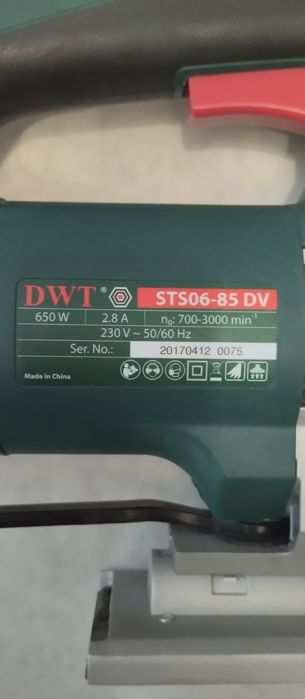 DWT® STS06-85 DV
650 W 2.8 A n₀: 700-3000 min⁻¹
230 V ~ 50/60 Hz
Ser. No.: 20170412 0075
Made in China